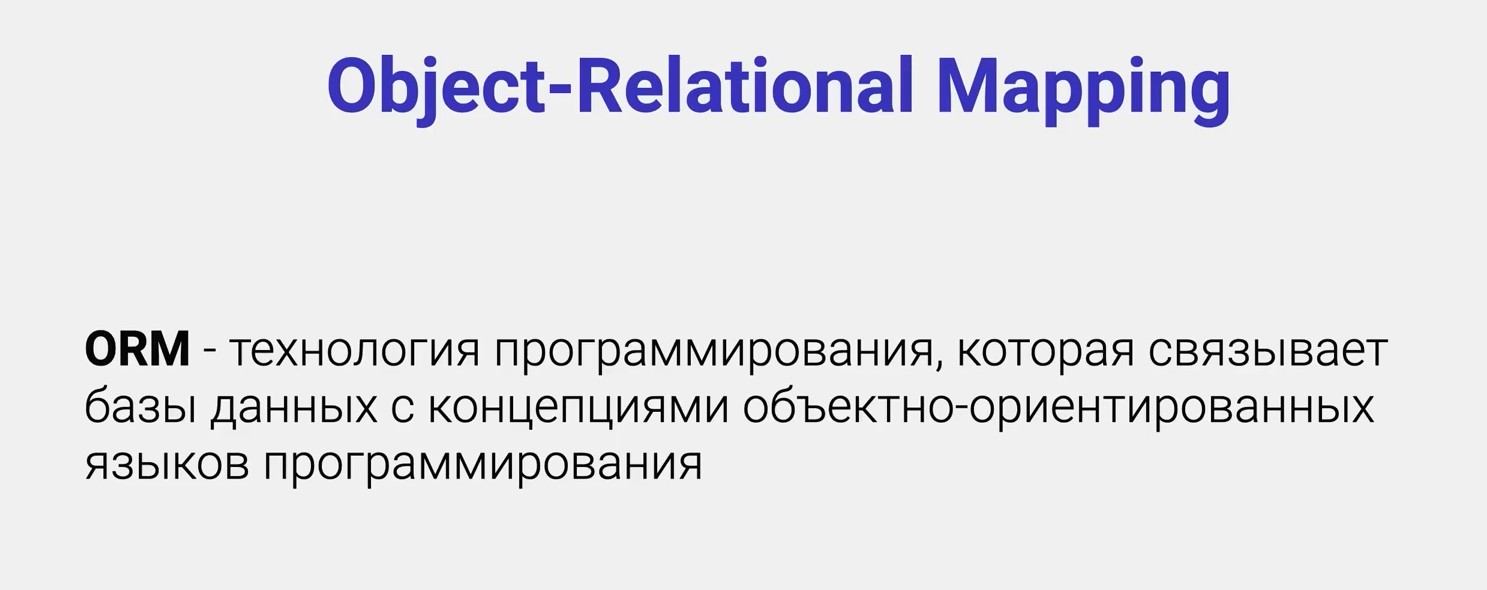 Object-Relational Mapping
ORM - технология программирования, которая связывает
базы данных с концепциями объектно-ориентированных
языков программирования